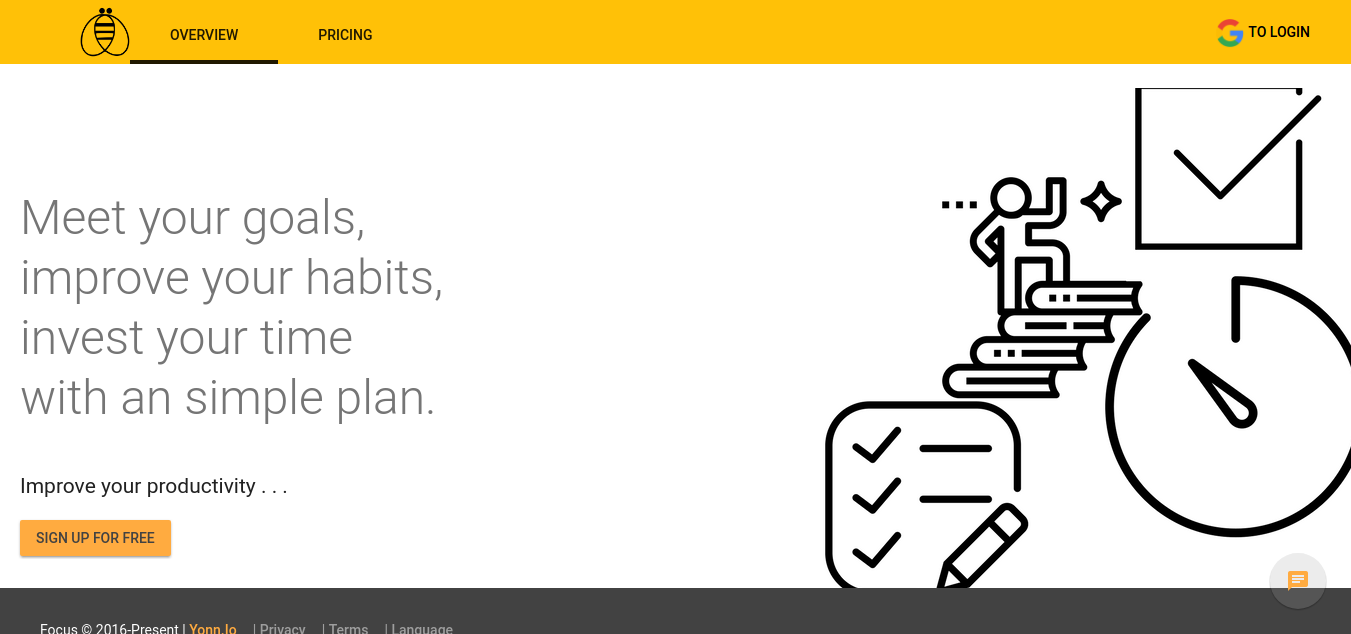 OVERVIEW
PRICING
TO LOGIN
Meet your goals,
improve your habits,
invest your time
with an simple plan.
Improve your productivity . . .
SIGN UP FOR FREE
Focus © 2016-Present | Yonn.Io | Privacy | Terms | Language